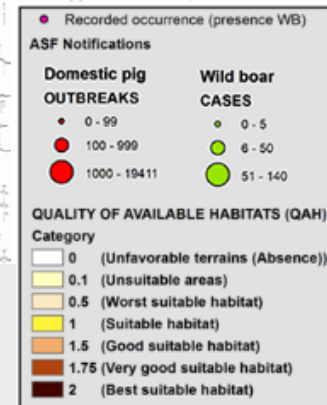 Recorded occurrence (presence WB)
ASF Notifications
Domestic pig
OUTBREAKS
0 - 99
100 - 999
1000 - 19411
Wild boar
CASES
0 - 5
6 - 50
51 - 140
QUALITY OF AVAILABLE HABITATS (QAH)
Category
0 (Unfavorable terrains (Absence))
0.1 (Unsuitable areas)
0.5 (Worst suitable habitat)
1 (Suitable habitat)
1.5 (Good suitable habitat)
1.75 (Very good suitable habitat)
2 (Best suitable habitat)